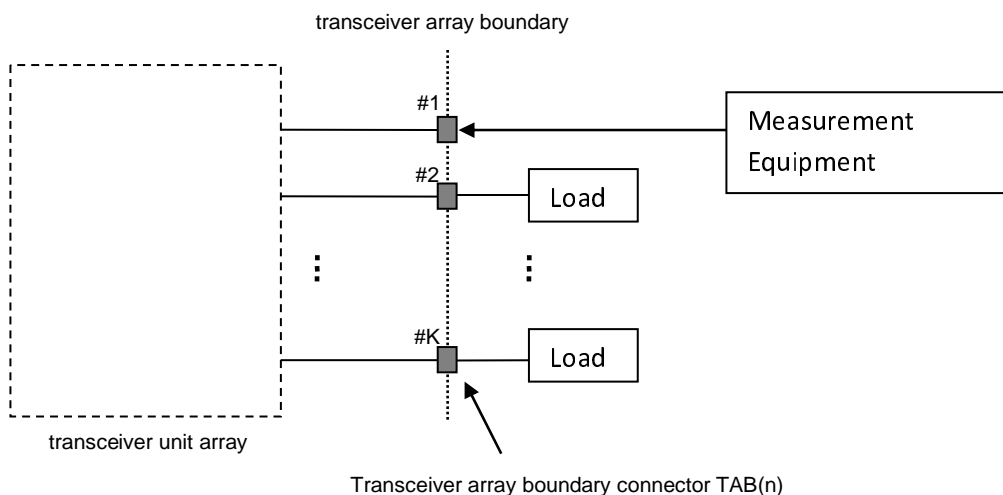 transceiver array boundary
#1
Measurement
Equipment
#2
Load
#K
Load
transceiver unit array
Transceiver array boundary connector TAB(n)